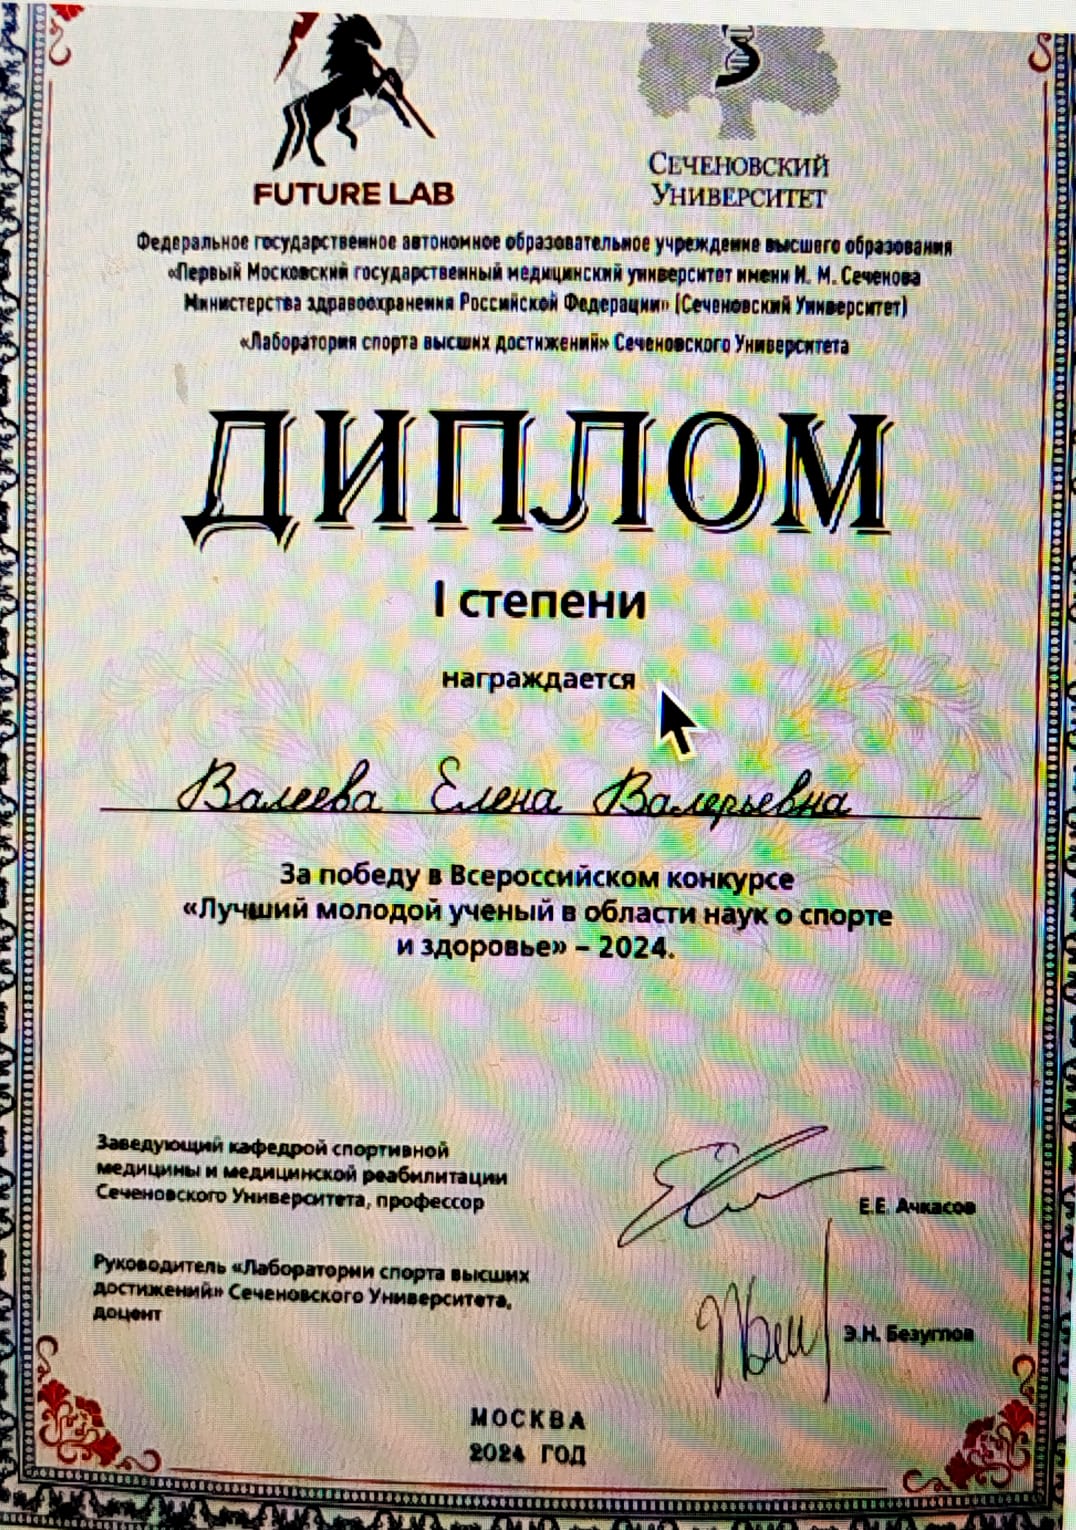 FUTURE LAB
СЕЧЕНОВСКИЙ
УНИВЕРСИТЕТ
Федеральное государственное автономное образовательное учреждение высшего образования
«Первый Московский государственный медицинский университет имени И. М. Сеченова
Министерства здравоохранения Российской Федерации» (Сеченовский Университет)
«Лаборатория спорта высших достижений» Сеченовского Университета
ДИПЛОМ
I степени
награждается
Валеева Елена Валерьевна
За победу в Всероссийском конкурсе
«Лучший молодой ученый в области наук о спорте
и здоровье» – 2024.
Заведующий кафедрой спортивной
медицины и медицинской реабилитации
Сеченовского Университета, профессор
Е.Е. Ачкасов
Руководитель «Лаборатории спорта высших
достижений» Сеченовского Университета,
доцент
Э.Н. Безуглов
МОСКВА
2024 ГОД